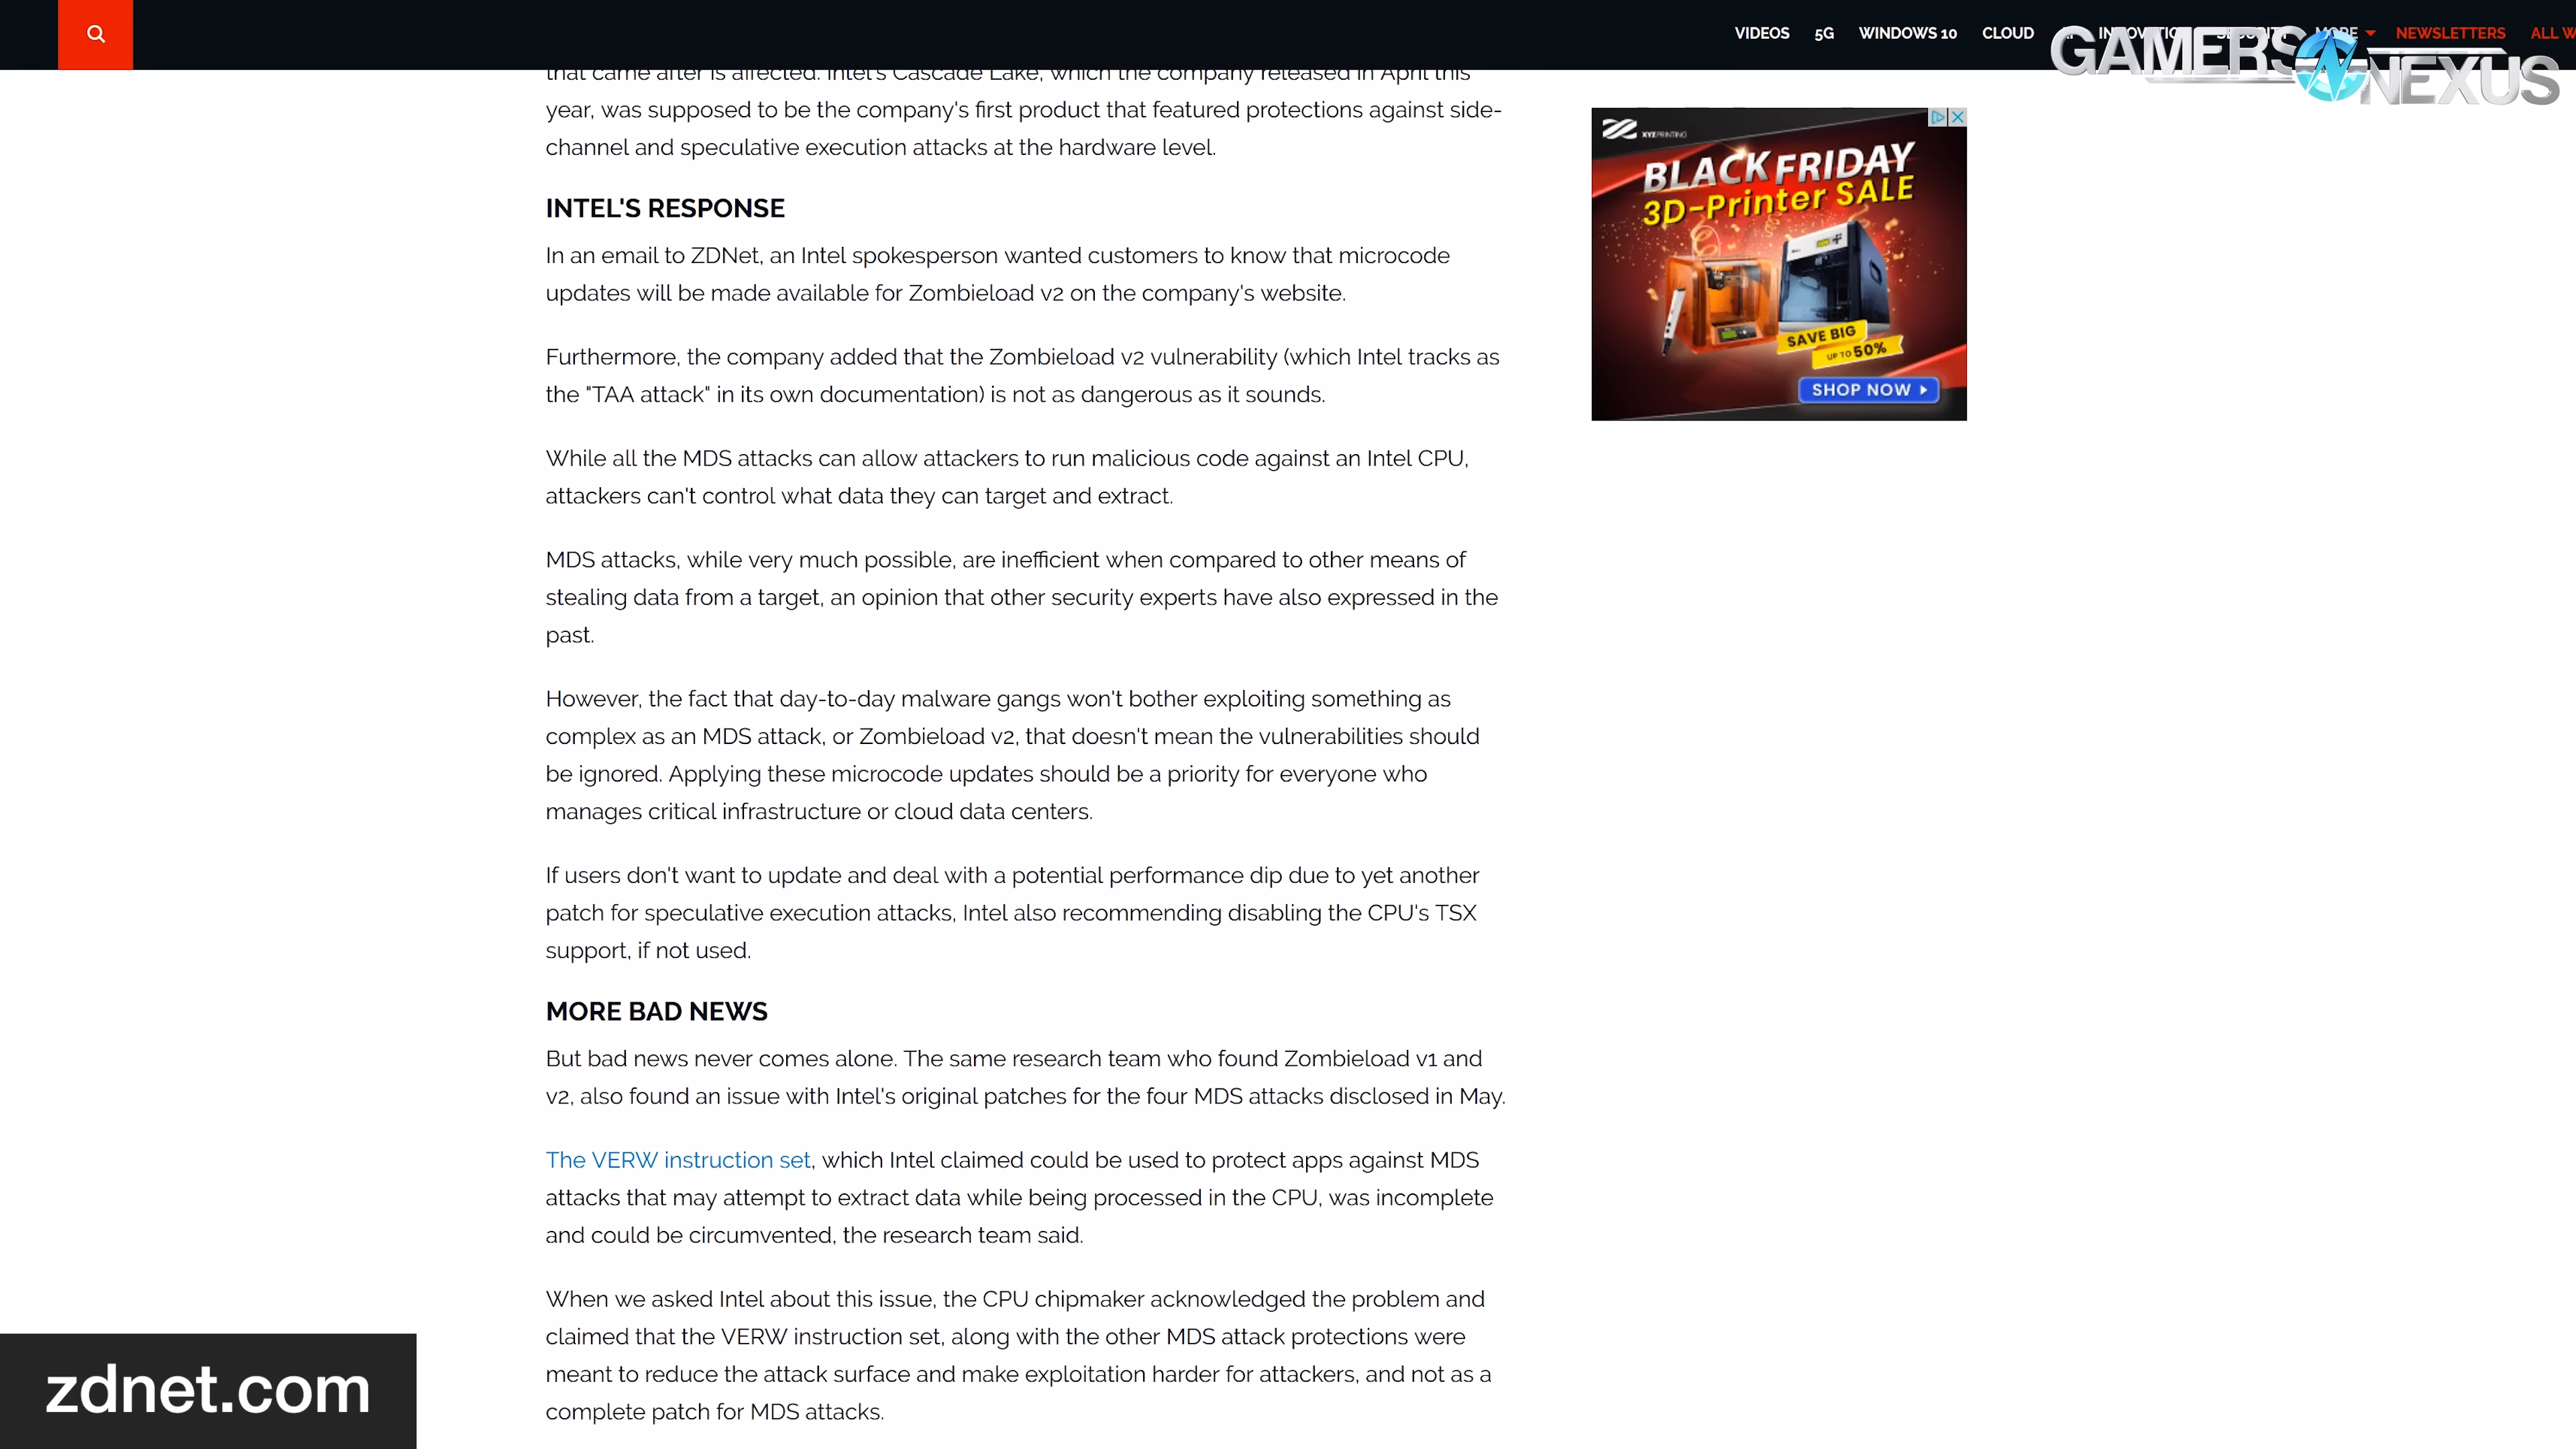 VIDEOS 5G WINDOWS 10 CLOUD MORE NEWSLETTERS ALL
GAMERS NEXUS
that came after is affected. Intel's Cascade Lake, which the company released in April this
year, was supposed to be the company's first product that featured protections against side-
channel and speculative execution attacks at the hardware level.
XYZPRINTING
BLACK FRIDAY
3D-Printer SALE
SAVE BIG
UP TO 50%
SHOP NOW
INTEL'S RESPONSE
In an email to ZDNet, an Intel spokesperson wanted customers to know that microcode
updates will be made available for Zombieload v2 on the company's website.
Furthermore, the company added that the Zombieload v2 vulnerability (which Intel tracks as
the "TAA attack" in its own documentation) is not as dangerous as it sounds.
While all the MDS attacks can allow attackers to run malicious code against an Intel CPU,
attackers can't control what data they can target and extract.
MDS attacks, while very much possible, are inefficient when compared to other means of
stealing data from a target, an opinion that other security experts have also expressed in the
past.
However, the fact that day-to-day malware gangs won't bother exploiting something as
complex as an MDS attack, or Zombieload v2, that doesn't mean the vulnerabilities should
be ignored. Applying these microcode updates should be a priority for everyone who
manages critical infrastructure or cloud data centers.
If users don't want to update and deal with a potential performance dip due to yet another
patch for speculative execution attacks, Intel also recommending disabling the CPU's TSX
support, if not used.
MORE BAD NEWS
But bad news never comes alone. The same research team who found Zombieload v1 and
v2, also found an issue with Intel's original patches for the four MDS attacks disclosed in May.
The VERW instruction set, which Intel claimed could be used to protect apps against MDS
attacks that may attempt to extract data while being processed in the CPU, was incomplete
and could be circumvented, the research team said.
When we asked Intel about this issue, the CPU chipmaker acknowledged the problem and
claimed that the VERW instruction set, along with the other MDS attack protections were
meant to reduce the attack surface and make exploitation harder for attackers, and not as a
complete patch for MDS attacks.
zdnet.com